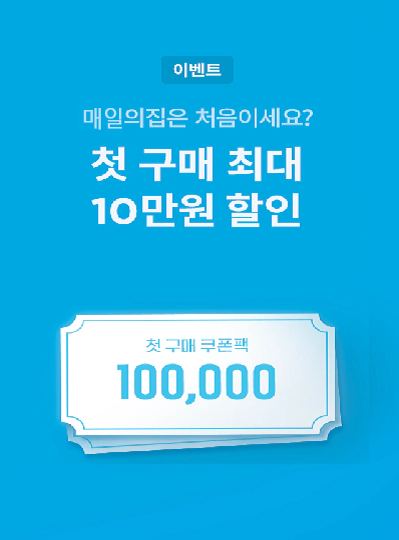 이벤트
매일의집은 처음이세요?
첫 구매 최대
10만원 할인
첫 구매 쿠폰팩
100,000